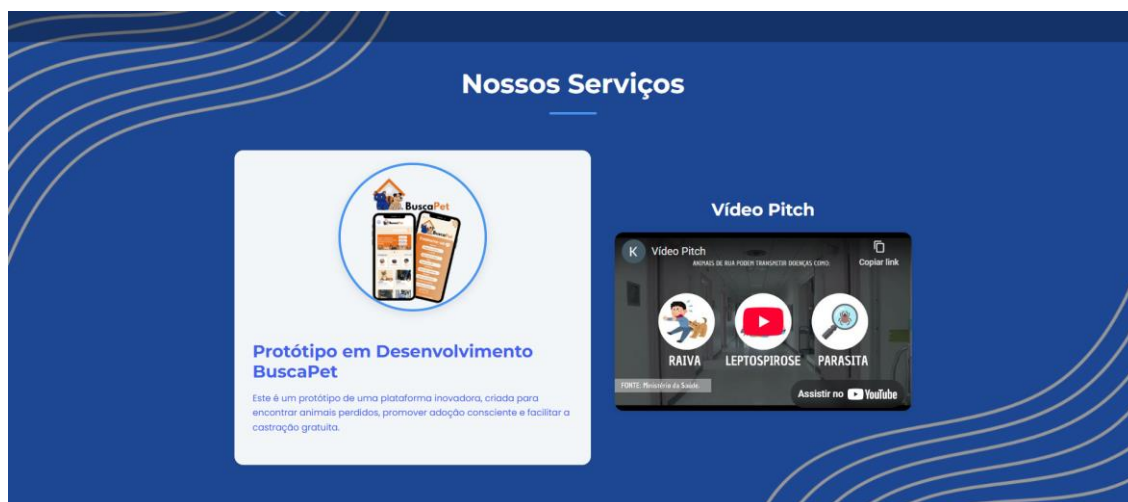 Nossos Serviços
BuscaPet
Protótipo em Desenvolvimento
BuscaPet
Este é um protótipo de uma plataforma inovadora, criada para
encontrar animais perdidos, promover adoção consciente e facilitar a
castração gratuita.
Vídeo Pitch
K
Vídeo Pitch
Copiar link
ANIMAIS DE RUA PODEM TRANSMITIR DOENÇAS COMO:
RAIVA
LEPTOSPIROSE
PARASITA
FONTE: Ministério da Saúde
Assistir no YouTube